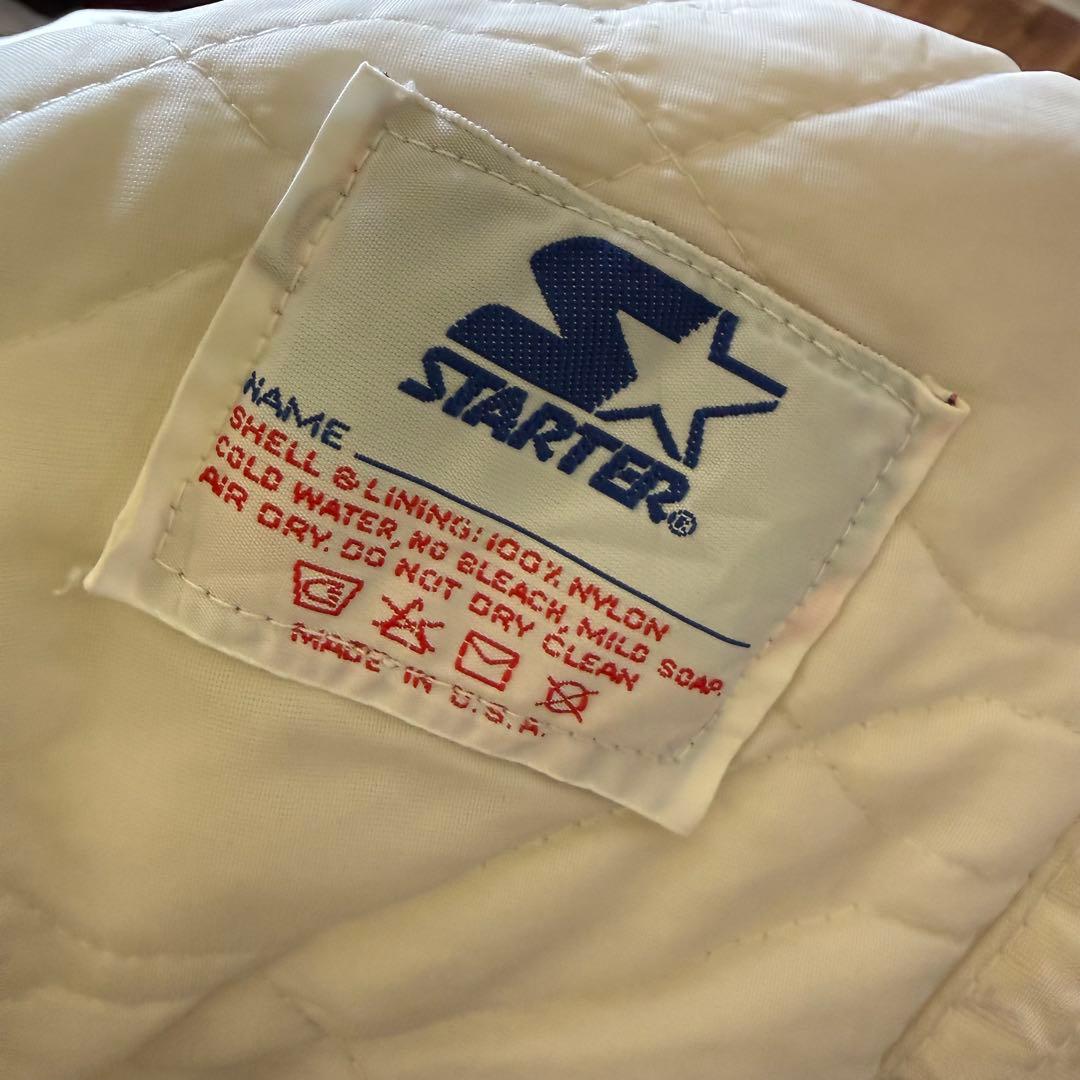 STARTER®
NAME
SHELL & LINING: 100% NYLON
COLD WATER, NO BLEACH, MILD SOAP.
AIR DRY. DO NOT DRY CLEAN
MADE IN U.S.A.